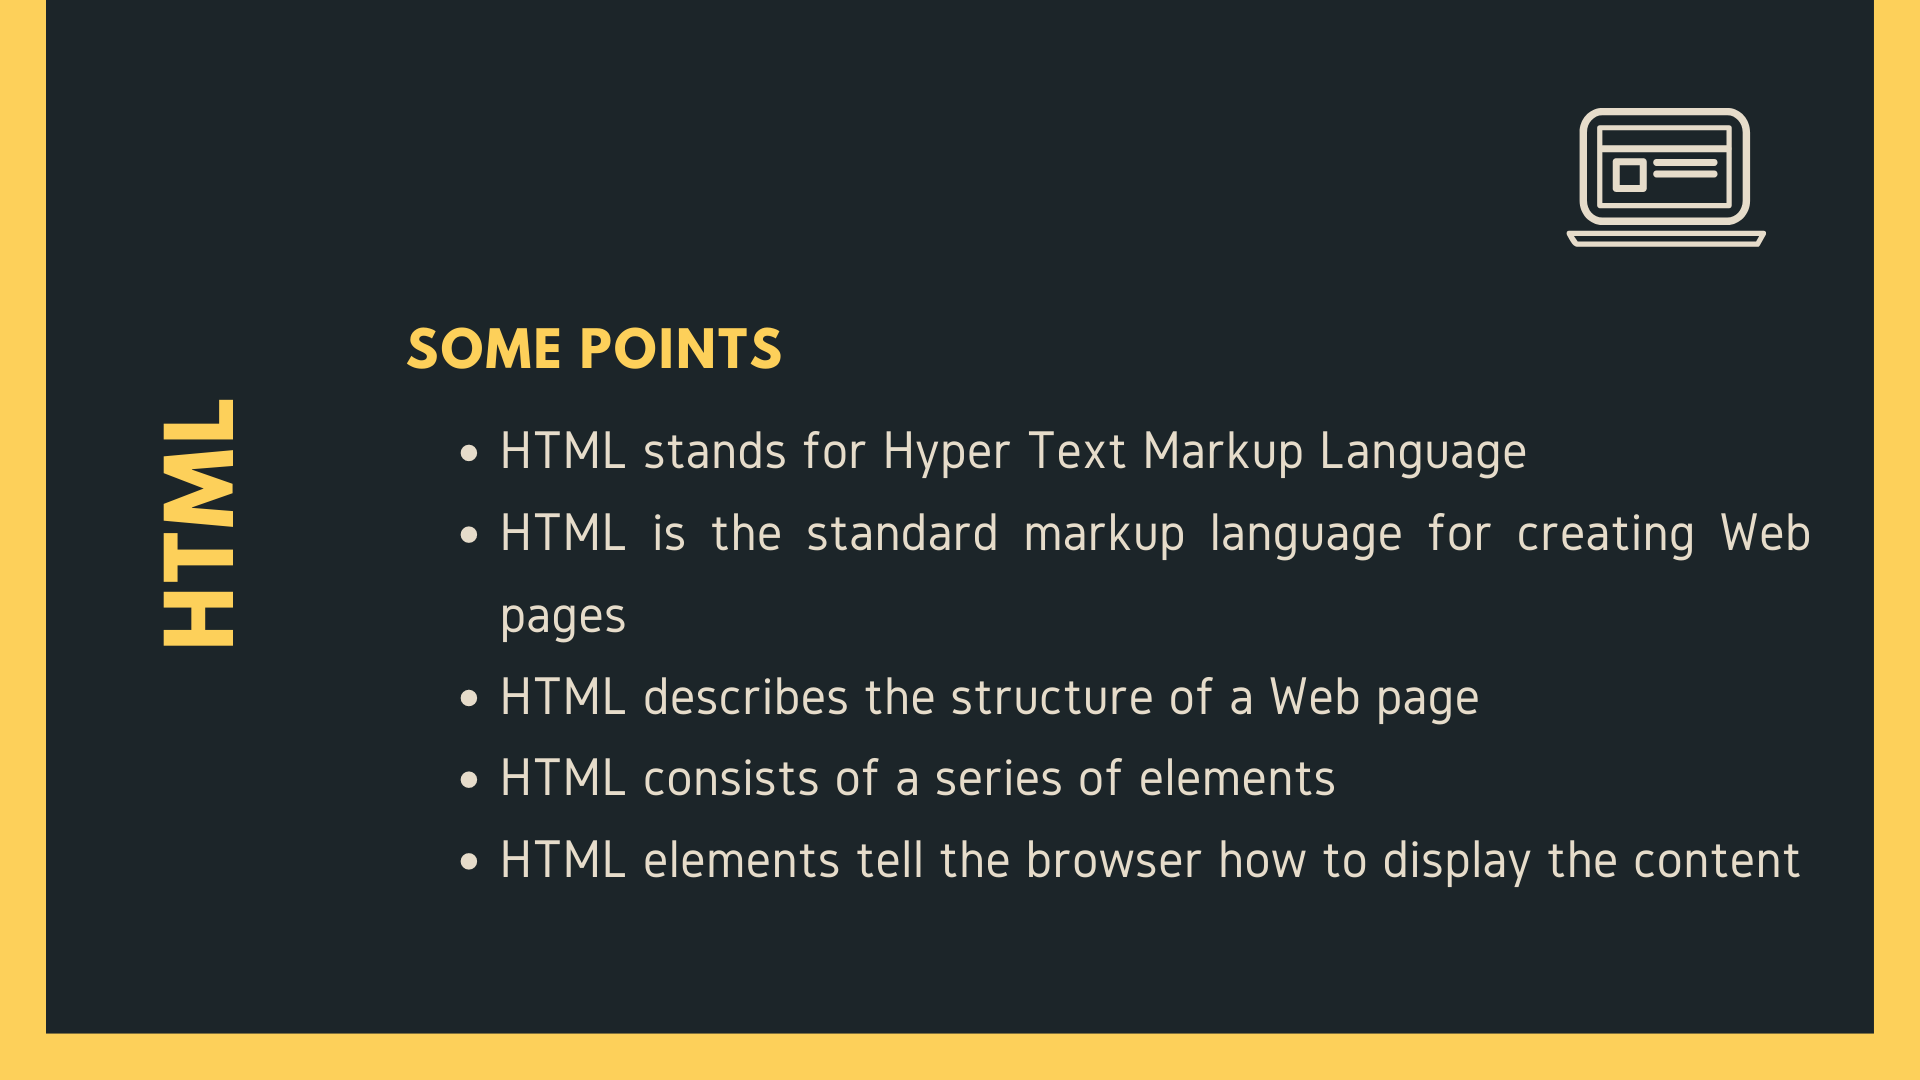 HTML
SOME POINTS
HTML stands for Hyper Text Markup Language
HTML is the standard markup language for creating Web
pages
HTML describes the structure of a Web page
HTML consists of a series of elements
HTML elements tell the browser how to display the content